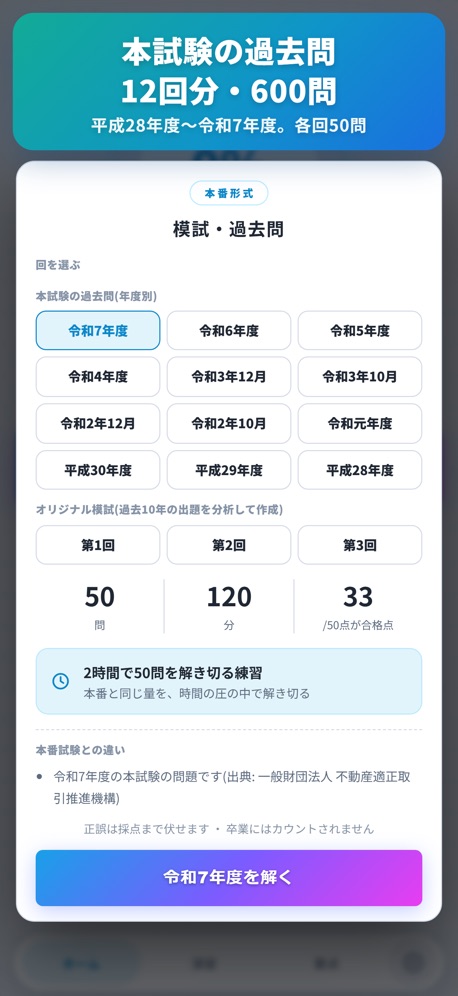 本試験の過去問
12回分・600問
平成28年度〜令和7年度。各回50問
本番形式
模試・過去問
回を選ぶ
本試験の過去問(年度別)
令和7年度
令和6年度
令和5年度
令和4年度
令和3年12月
令和3年10月
令和2年12月
令和2年10月
令和元年度
平成30年度
平成29年度
平成28年度
オリジナル模試(過去10年の出題を分析して作成)
第1回
第2回
第3回
50
120
33
問
分
/50点が合格点
2時間で50問を解き切る練習
本番と同じ量を、時間の圧の中で解き切る
本番試験との違い
令和7年度の本試験の問題です(出典: 一般財団法人 不動産適正取
引推進機構)
正誤は採点まで伏せます ・ 卒業にはカウントされません
令和7年度を解く